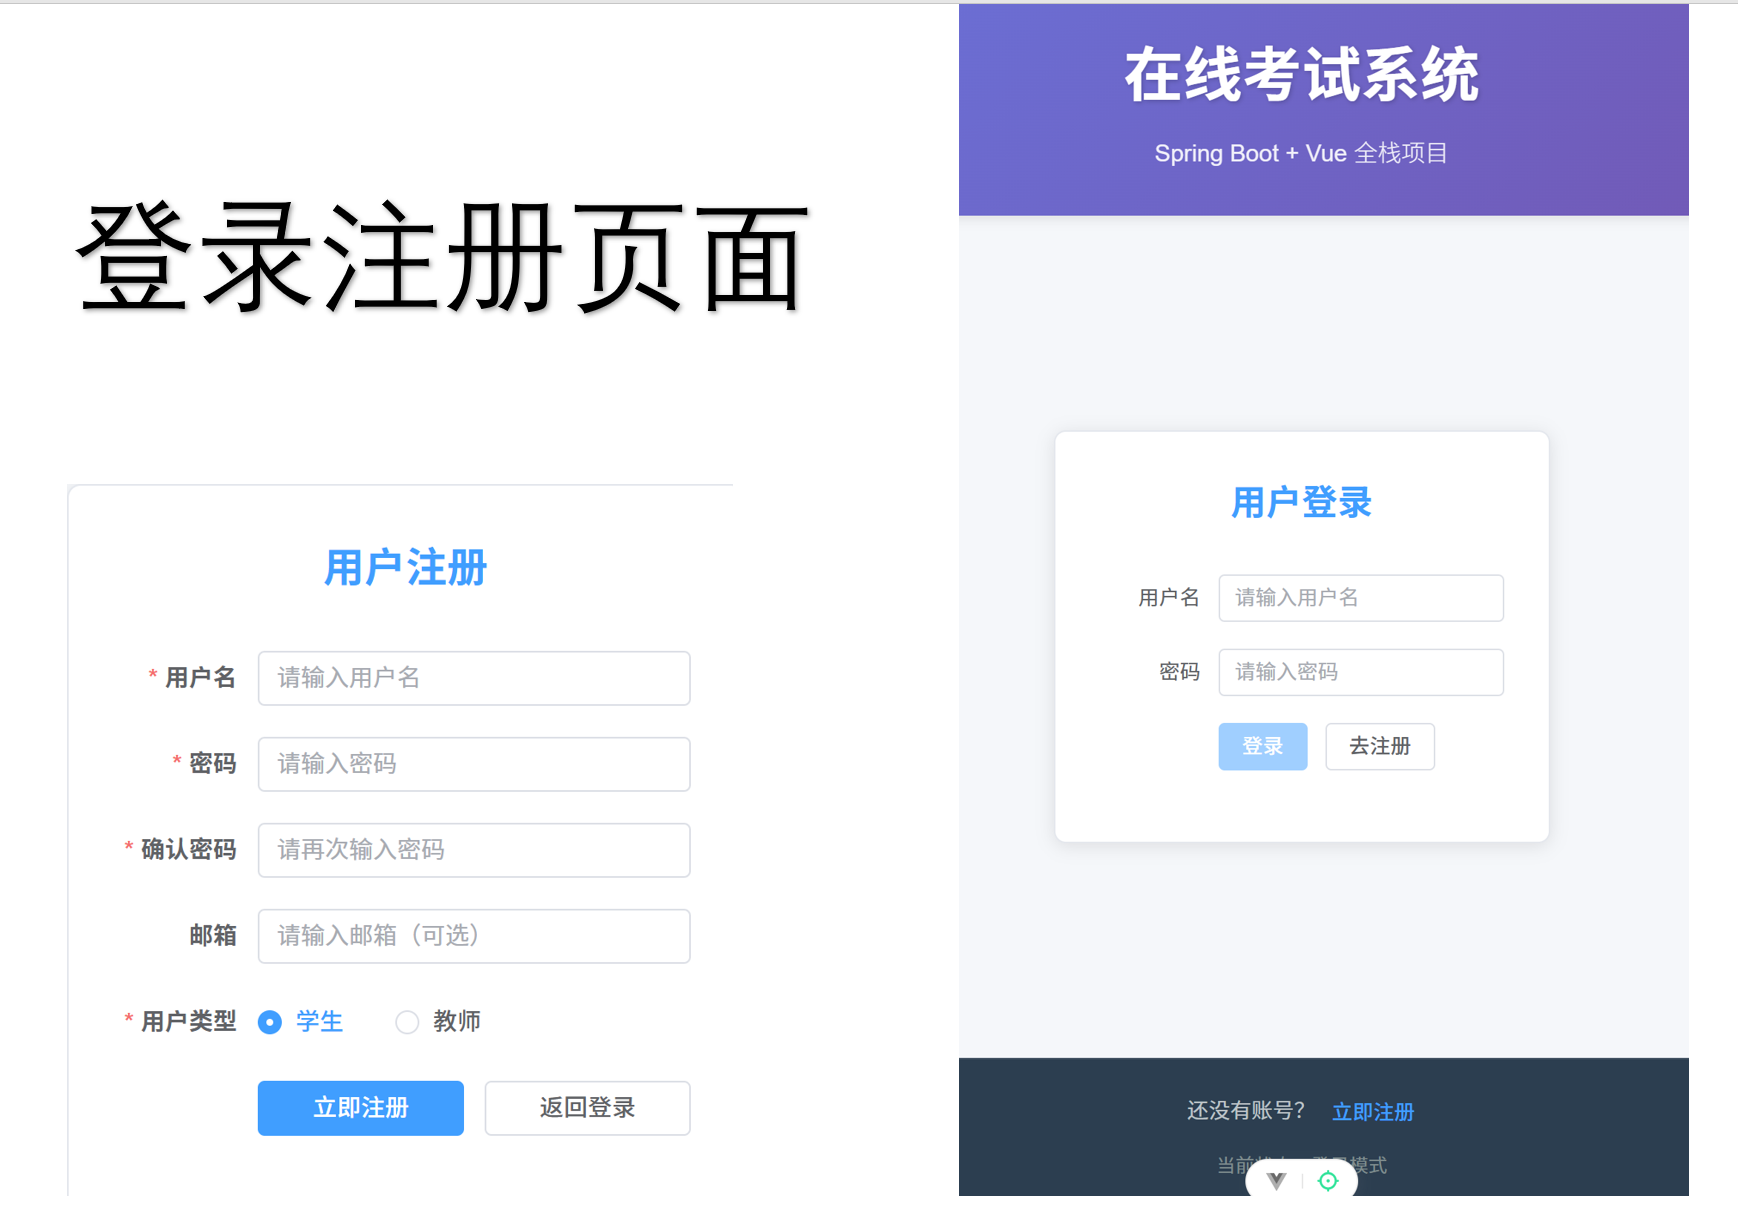 登录注册页面
用户注册
* 用户名 请输入用户名
* 密码 请输入密码
* 确认密码 请再次输入密码
邮箱 请输入邮箱（可选）
* 用户类型 学生 教师
立即注册 返回登录
在线考试系统
Spring Boot + Vue 全栈项目
用户登录
用户名 请输入用户名
密码 请输入密码
登录 去注册
还没有账号？ 立即注册
当前 模式